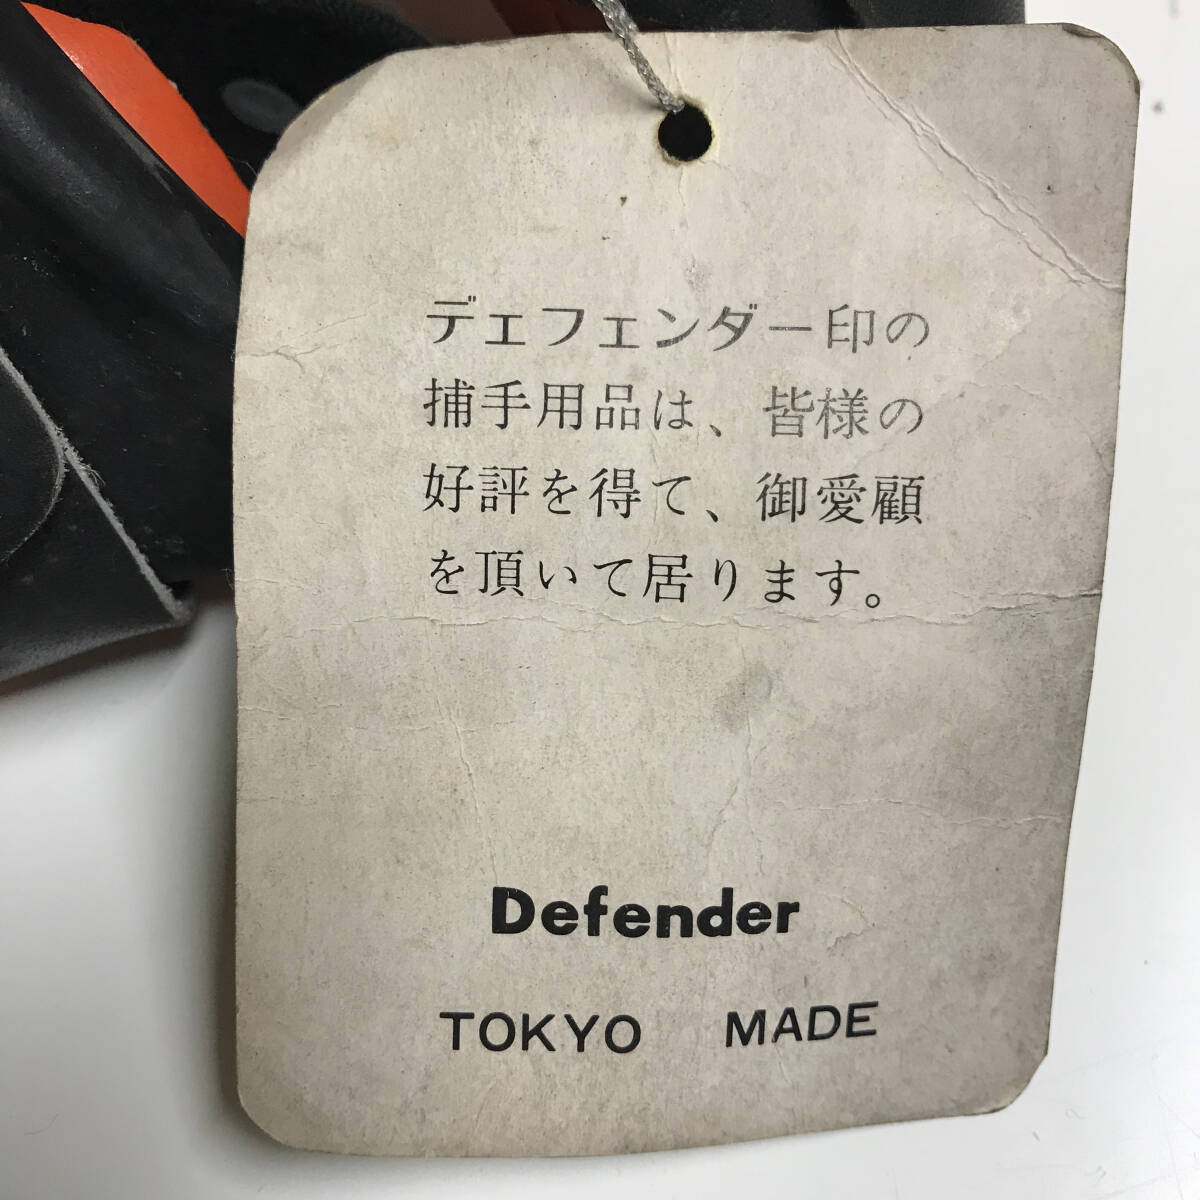 デェフェンダー印の
捕手用品は、皆様の
好評を得て、御愛顧
を頂いて居ります。
Defender
TOKYO MADE